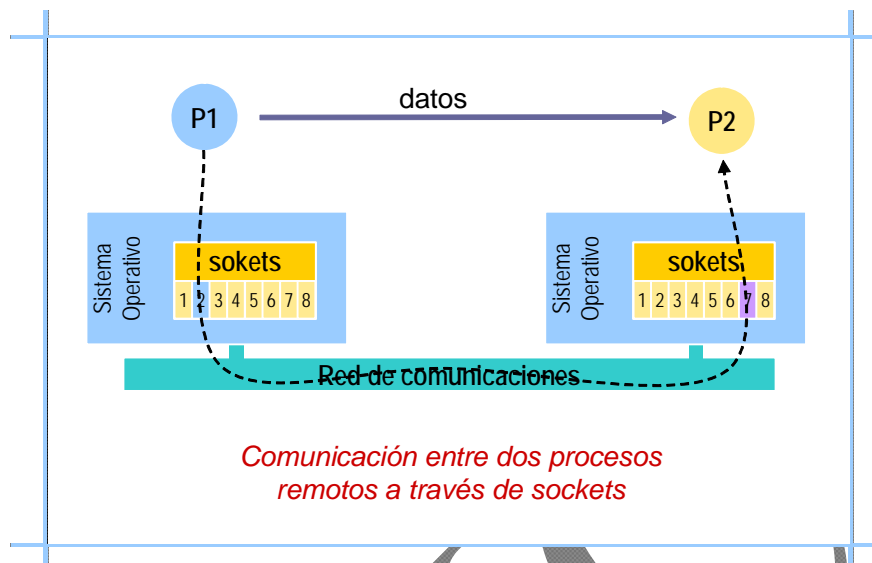 datos
P1
P2
Sistema
Operativo
sokets
1 2 3 4 5 6 7 8
Sistema
Operativo
sokets
1 2 3 4 5 6 7 8
Red de comunicaciones
Comunicación entre dos procesos
remotos a través de sockets